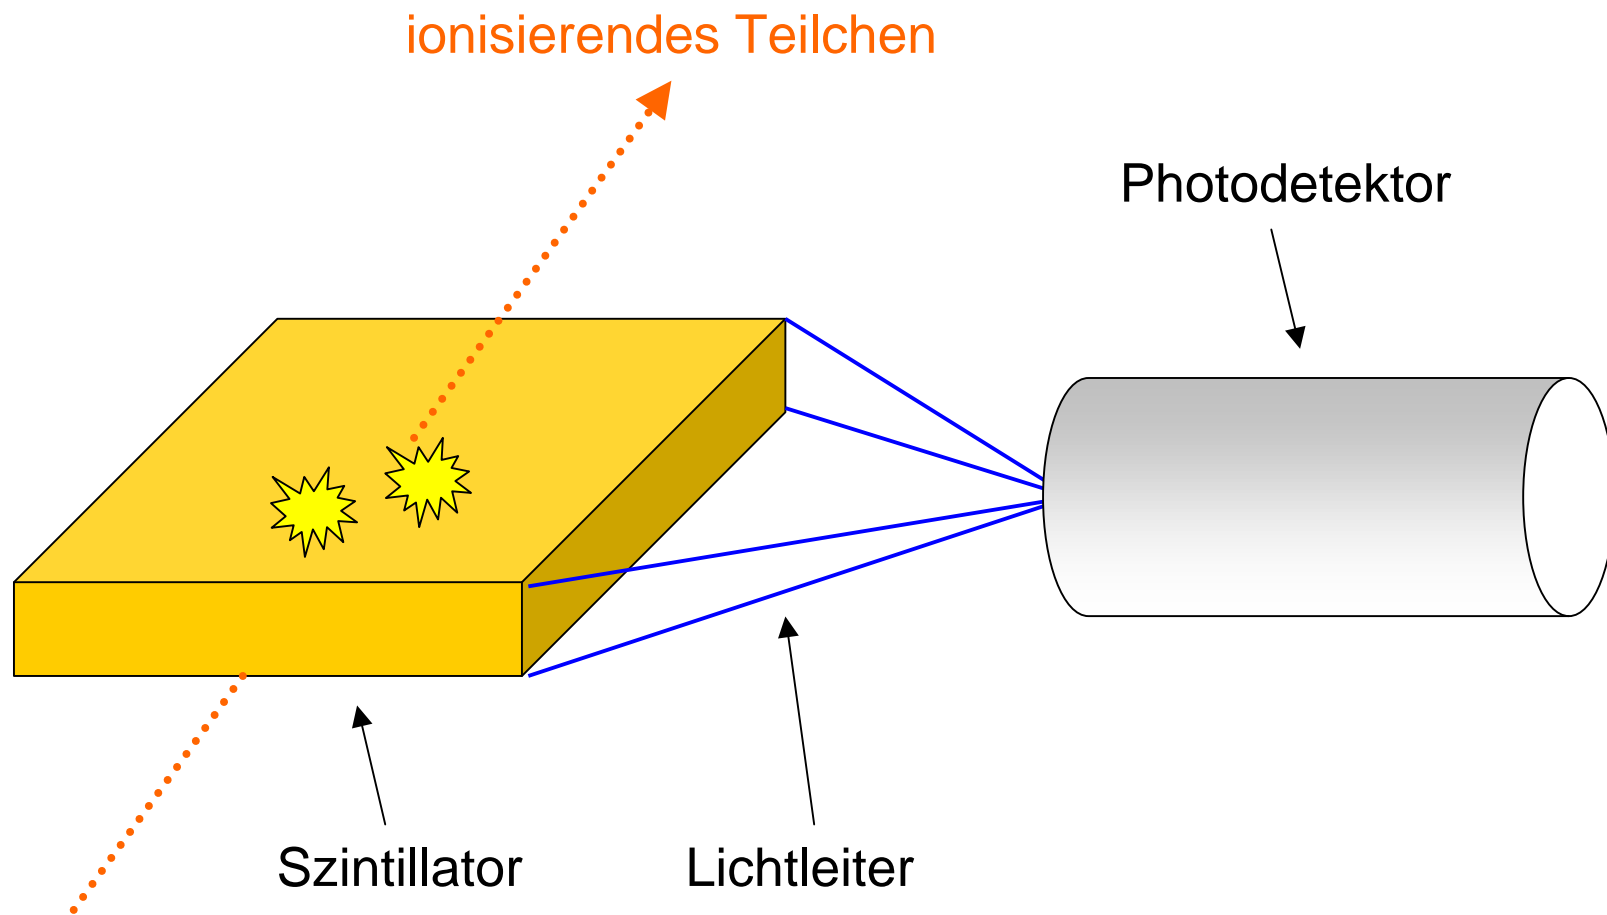 ionisierendes Teilchen
Photodetektor
Szintillator
Lichtleiter